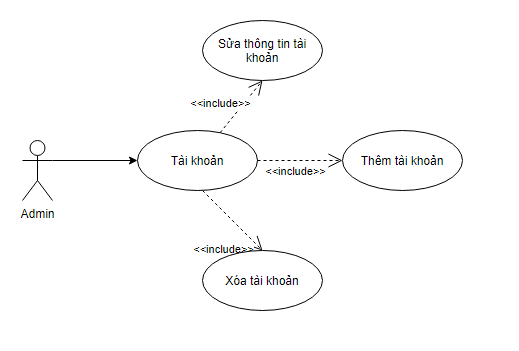 Sửa thông tin tài
khoản
<<include>>
Tài khoản
Thêm tài khoản
<<include>>
Admin
<<include>>
Xóa tài khoản